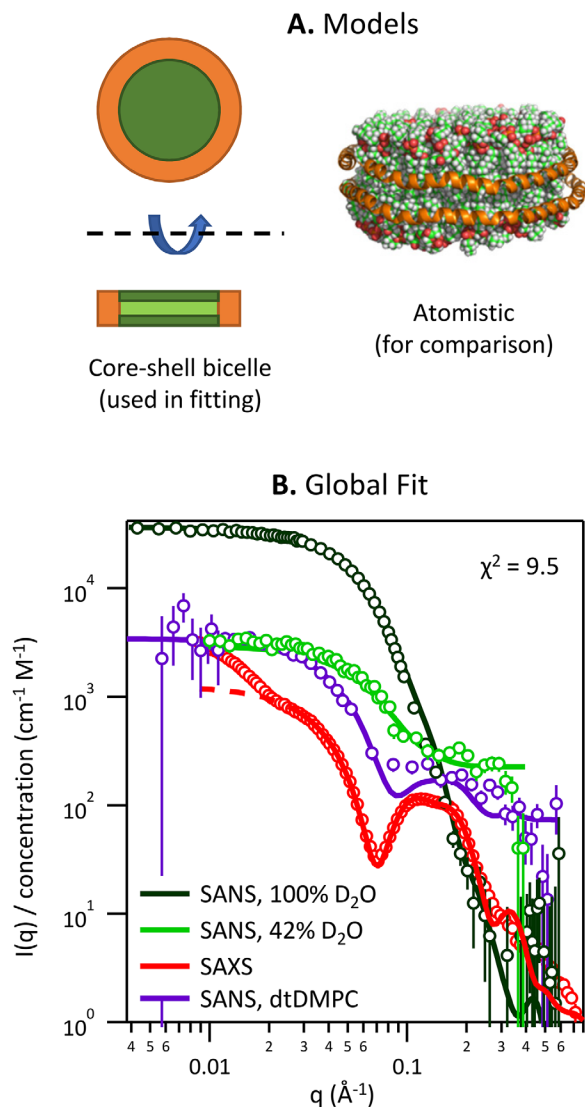 A. Models
Core-shell bicelle
(used in fitting)
Atomistic
(for comparison)
B. Global Fit
χ² = 9.5
I(q) / concentration (cm⁻¹ M⁻¹)
10⁴
10³
10²
10¹
10⁰
SANS, 100% D₂O
SANS, 42% D₂O
SAXS
SANS, dtDMPC
4 5 6 2 3 4 5 6 2 3 4 5 6
0.01 0.1
q (Å⁻¹)